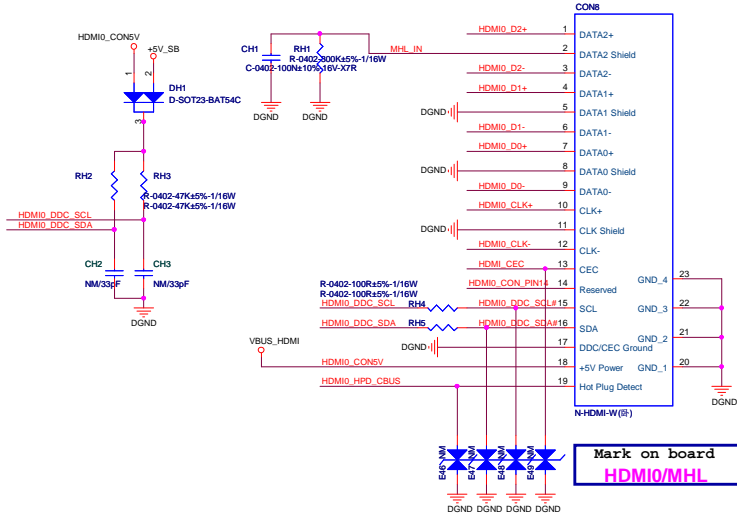 CON8
HDMI0_CON5V
+5V_SB
1
2
DH1
D-SOT23-BAT54C
3
RH2
RH3
R-0402-47K±5%-1/16W
R-0402-47K±5%-1/16W
HDMI0_DDC_SCL
HDMI0_DDC_SDA
CH2
CH3
NM/33pF
NM/33pF
DGND
CH1
RH1
R-0402-300K±5%-1/16W
C-0402-100N±10%-16V-X7R
DGND
DGND
MHL_IN
HDMI0_D2+
1
DATA2+
2
DATA2 Shield
HDMI0_D2-
3
DATA2-
HDMI0_D1+
4
DATA1+
DGND
5
DATA1 Shield
HDMI0_D1-
6
DATA1-
HDMI0_D0+
7
DATA0+
DGND
8
DATA0 Shield
HDMI0_D0-
9
DATA0-
HDMI0_CLK+
10
CLK+
DGND
11
CLK Shield
HDMI0_CLK-
12
CLK-
HDMI_CEC
13
CEC
HDMI0_CON_PIN14
14
Reserved
R-0402-100R±5%-1/16W
R-0402-100R±5%-1/16W
HDMI0_DDC_SCL
RH4
HDMI0_DDC_SCL#
15
SCL
HDMI0_DDC_SDA
RH5
HDMI0_DDC_SDA#
16
SDA
DGND
17
DDC/CEC Ground
VBUS_HDMI
HDMI0_CON5V
18
+5V Power
HDMI0_HPD_CBUS
19
Hot Plug Detect
GND_4
23
GND_3
22
GND_2
21
GND_1
20
DGND
N-HDMI-W(卧)
E46 NM
E47 NM
E48 NM
E49 NM
DGND
DGND
DGND
DGND
Mark on board
HDMI0/MHL